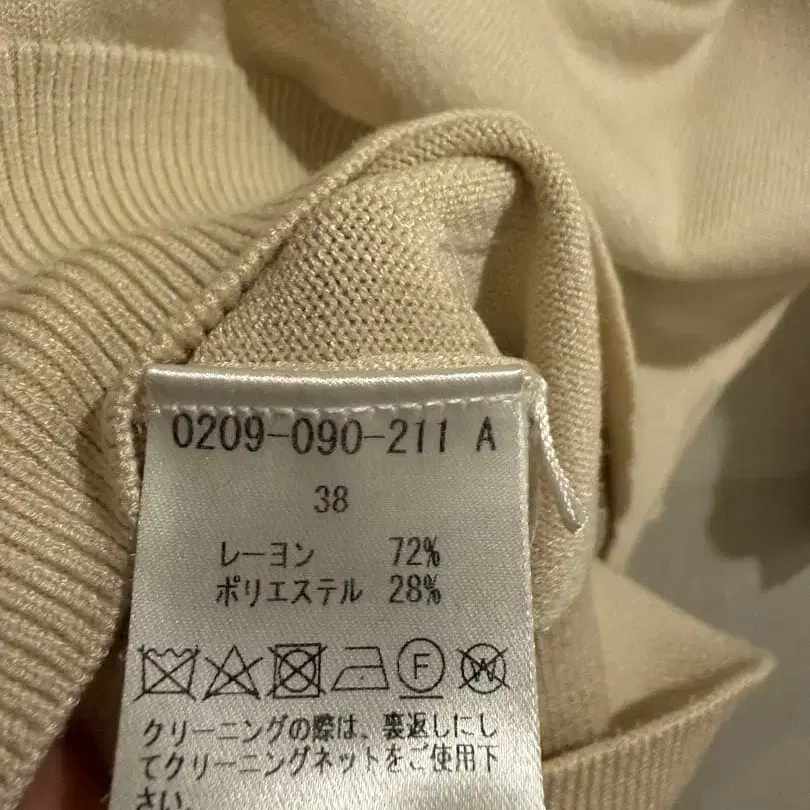 0209-090-211 A
38
レーヨン 72%
ポリエステル 28%
F W
クリーニングの際は、裏返しにし
てクリーニングネットをご使用下
さい。